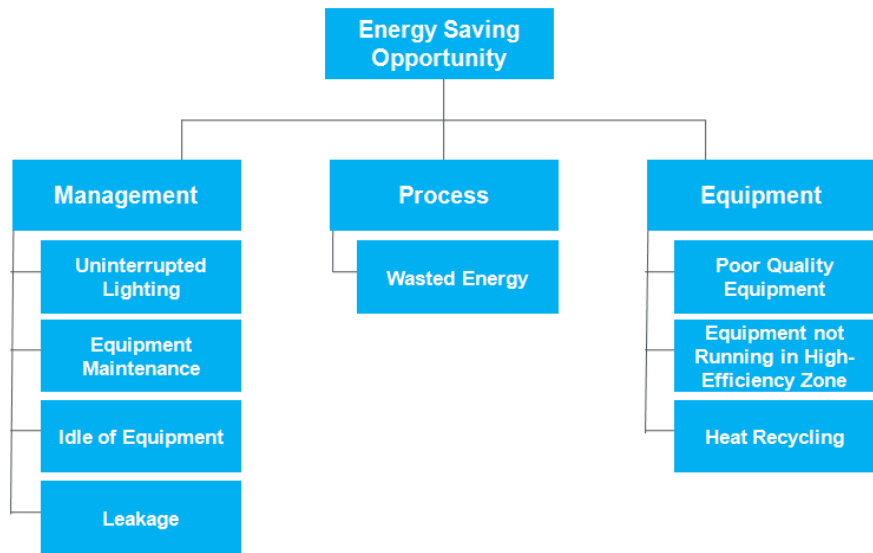 Energy Saving
Opportunity
Management
Process
Equipment
Uninterrupted
Lighting
Equipment
Maintenance
Idle of Equipment
Leakage
Wasted Energy
Poor Quality
Equipment
Equipment not
Running in High-
Efficiency Zone
Heat Recycling